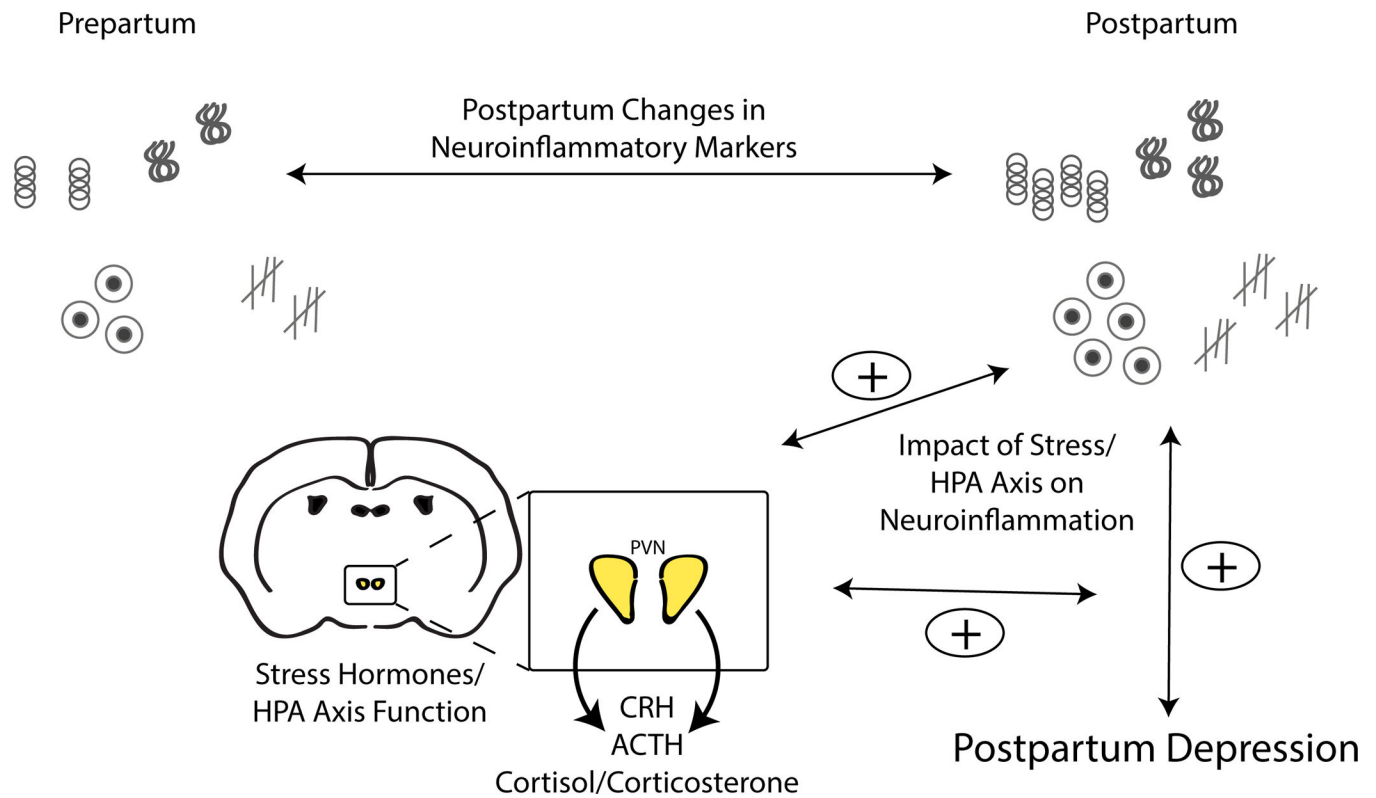 Prepartum
Postpartum
Postpartum Changes in
Neuroinflammatory Markers
+
Impact of Stress/
HPA Axis on
Neuroinflammation
PVN
+
+
Stress Hormones/
HPA Axis Function
CRH
ACTH
Cortisol/Corticosterone
Postpartum Depression